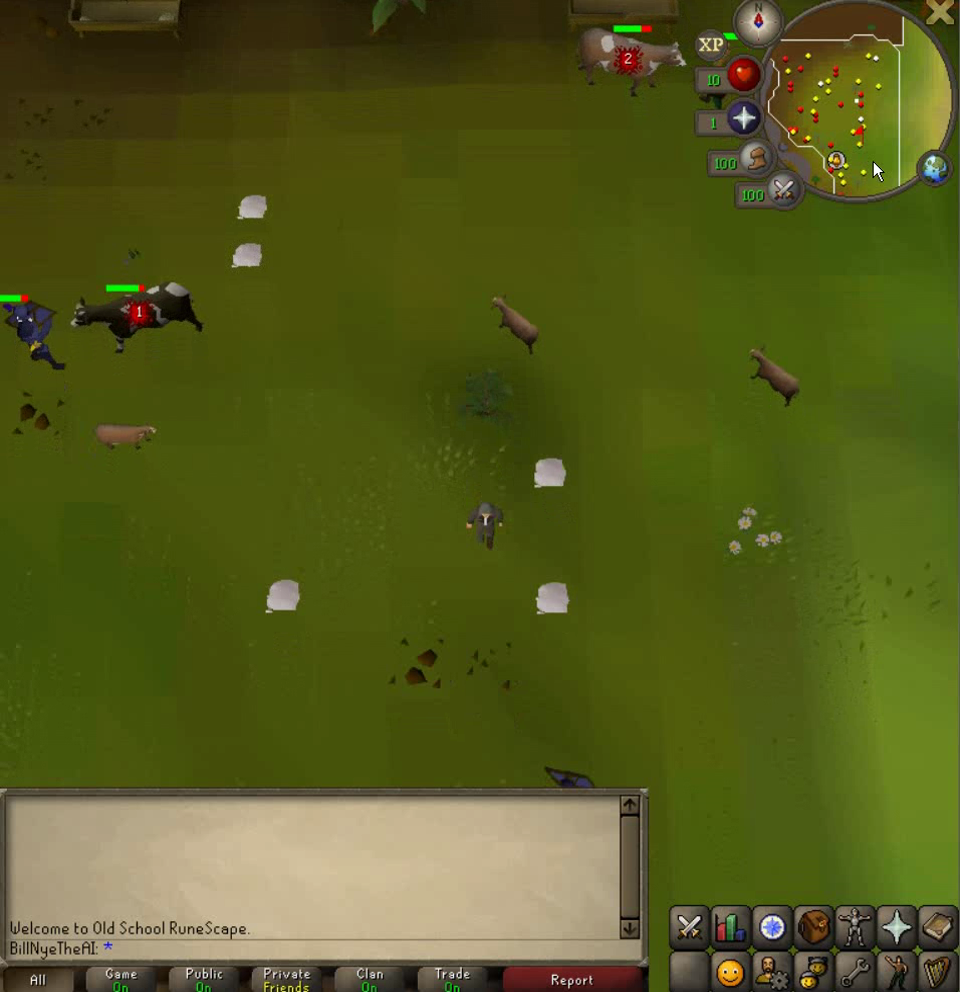 2
N
XP
10
1
100
100
1
Welcome to Old School RuneScape.
BillNyeTheAI: *
All
Game
On
Public
On
Private
Friends
Clan
On
Trade
On
Report